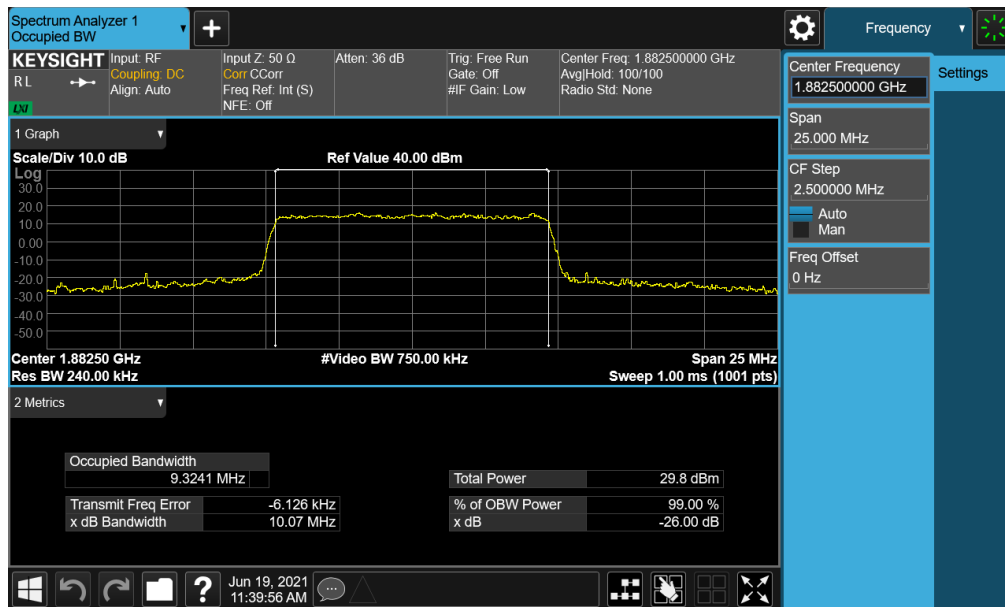 Spectrum Analyzer 1
Occupied BW
Frequency
KEYSIGHT
RL
LXI
Input: RF
Coupling: DC
Align: Auto
Input Z: 50 Ω
Corr CCorr
Freq Ref: Int (S)
NFE: Off
Atten: 36 dB
Trig: Free Run
Gate: Off
#IF Gain: Low
Center Freq: 1.882500000 GHz
Avg|Hold: 100/100
Radio Std: None
Center Frequency
1.882500000 GHz
Settings
Span
25.000 MHz
CF Step
2.500000 MHz
Auto
Man
Freq Offset
0 Hz
1 Graph
Scale/Div 10.0 dB
Ref Value 40.00 dBm
Log
30.0
20.0
10.0
0.00
-10.0
-20.0
-30.0
-40.0
-50.0
Center 1.88250 GHz
#Video BW 750.00 kHz
Span 25 MHz
Res BW 240.00 kHz
Sweep 1.00 ms (1001 pts)
2 Metrics
Occupied Bandwidth
9.3241 MHz
Total Power 29.8 dBm
Transmit Freq Error -6.126 kHz
% of OBW Power 99.00 %
x dB Bandwidth 10.07 MHz
x dB -26.00 dB
?
Jun 19, 2021
11:39:56 AM